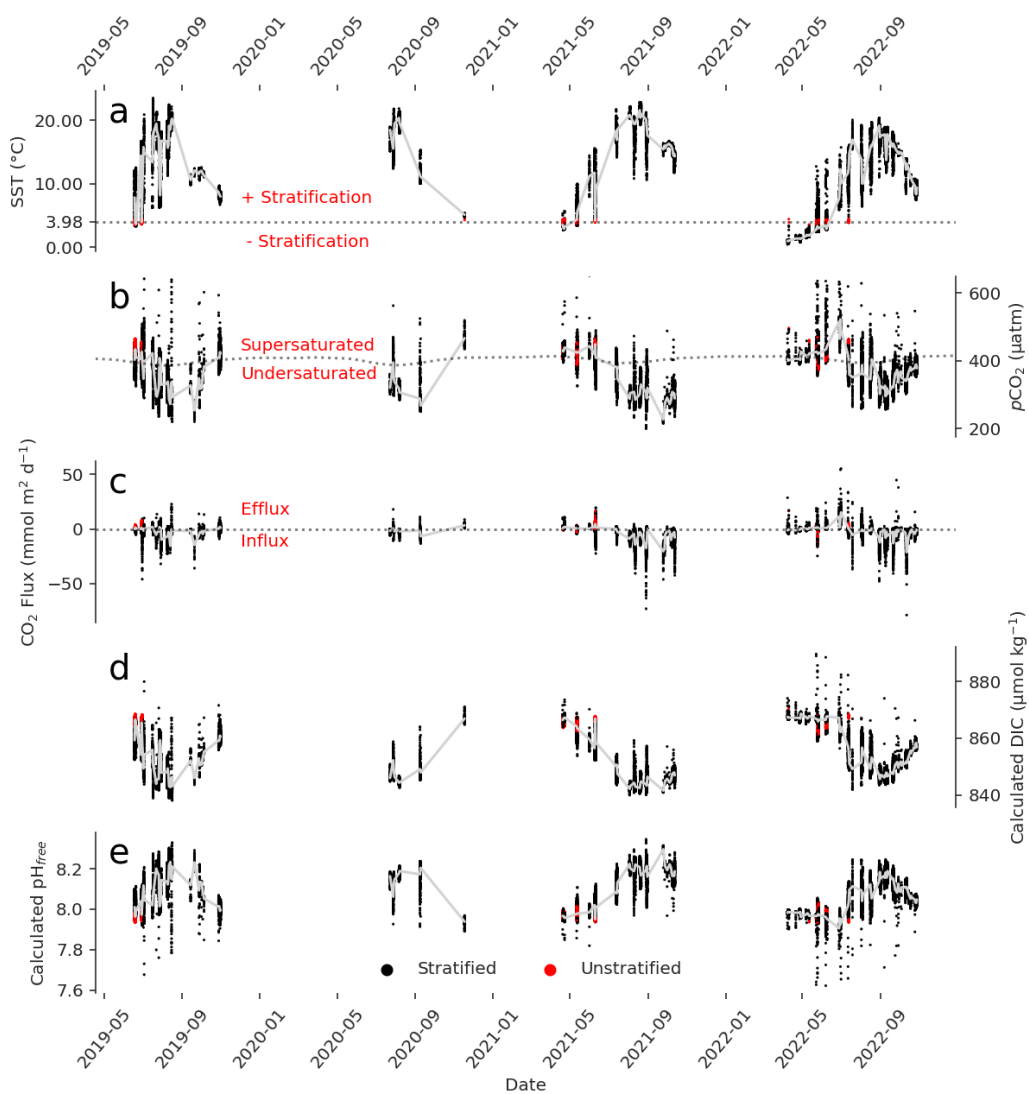 2019-05 2019-09 2020-01 2020-05 2020-09 2021-01 2021-05 2021-09 2022-01 2022-05 2022-09
a
SST (°C)
20.00
10.00
3.98
0.00
+ Stratification
- Stratification
b
Supersaturated
Undersaturated
600
400
200
pCO₂ (µatm)
c
CO₂ Flux (mmol m² d⁻¹)
50
0
−50
Efflux
Influx
d
880
860
840
Calculated DIC (µmol kg⁻¹)
e
Calculated pH_free
8.2
8.0
7.8
7.6
Stratified Unstratified
2019-05 2019-09 2020-01 2020-05 2020-09 2021-01 2021-05 2021-09 2022-01 2022-05 2022-09
Date